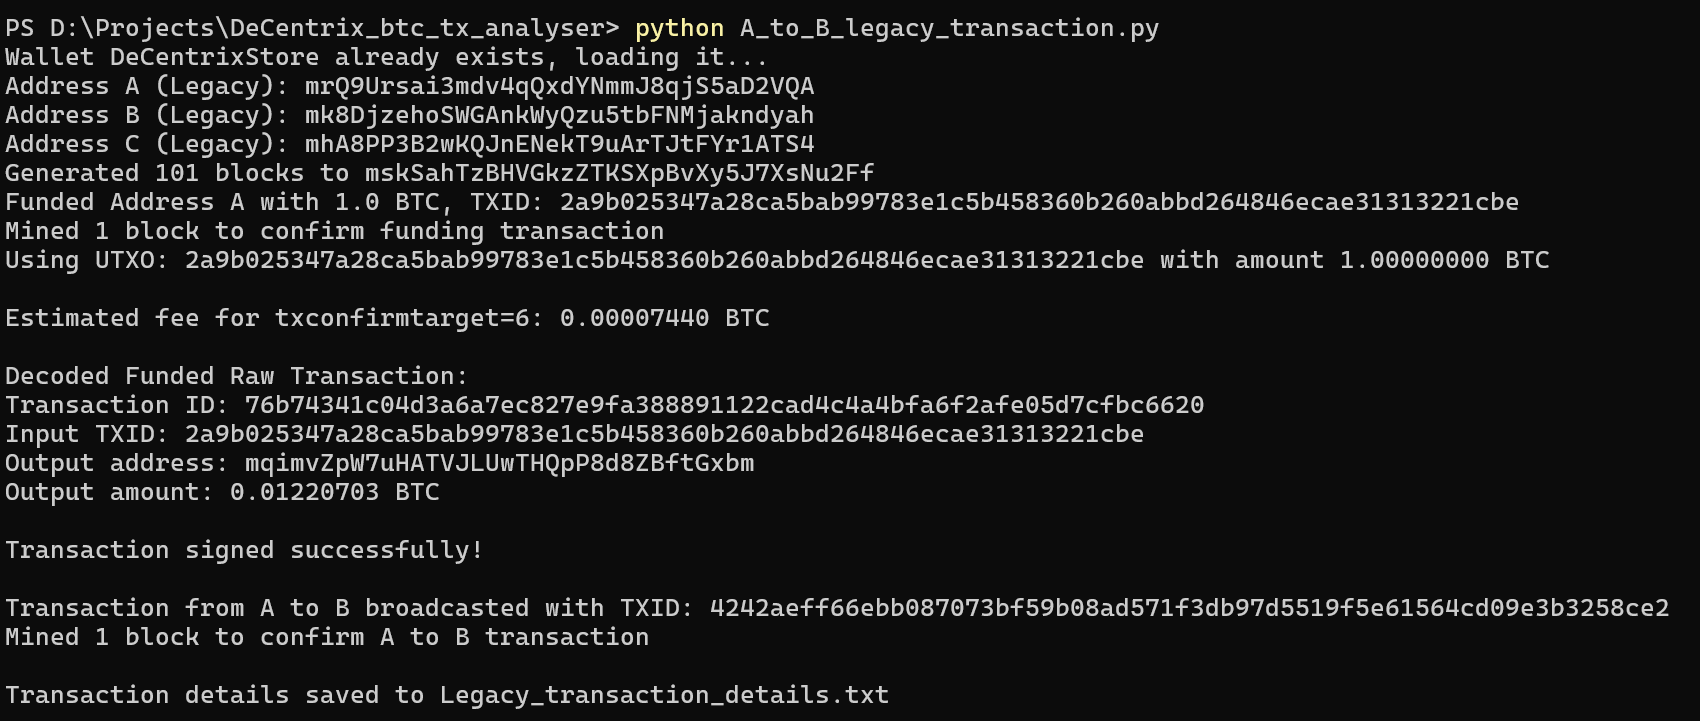 PS D:\Projects\DeCentrix_btc_tx_analyser> python A_to_B_legacy_transaction.py
Wallet DeCentrixStore already exists, loading it...
Address A (Legacy): mrQ9Ursai3mdv4qQxdYNmmJ8qjS5aD2VQA
Address B (Legacy): mk8DjzehoSWGAnkWyQzu5tbFNMjakndyah
Address C (Legacy): mhA8PP3B2wKQJnENekT9uArTJtFYr1ATS4
Generated 101 blocks to mskSahTzBHVGkzZTKSXpBvXy5J7XsNu2Ff
Funded Address A with 1.0 BTC, TXID: 2a9b025347a28ca5bab99783e1c5b458360b260abbd264846ecae31313221cbe
Mined 1 block to confirm funding transaction
Using UTXO: 2a9b025347a28ca5bab99783e1c5b458360b260abbd264846ecae31313221cbe with amount 1.00000000 BTC
Estimated fee for txconfirmtarget=6: 0.00007440 BTC
Decoded Funded Raw Transaction:
Transaction ID: 76b74341c04d3a6a7ec827e9fa388891122cad4c4a4bfa6f2afe05d7cfbc6620
Input TXID: 2a9b025347a28ca5bab99783e1c5b458360b260abbd264846ecae31313221cbe
Output address: mqimvZpW7uHATVJLUwTHQpP8d8ZBftGxbm
Output amount: 0.01220703 BTC
Transaction signed successfully!
Transaction from A to B broadcasted with TXID: 4242aeff66ebb087073bf59b08ad571f3db97d5519f5e61564cd09e3b3258ce2
Mined 1 block to confirm A to B transaction
Transaction details saved to Legacy_transaction_details.txt